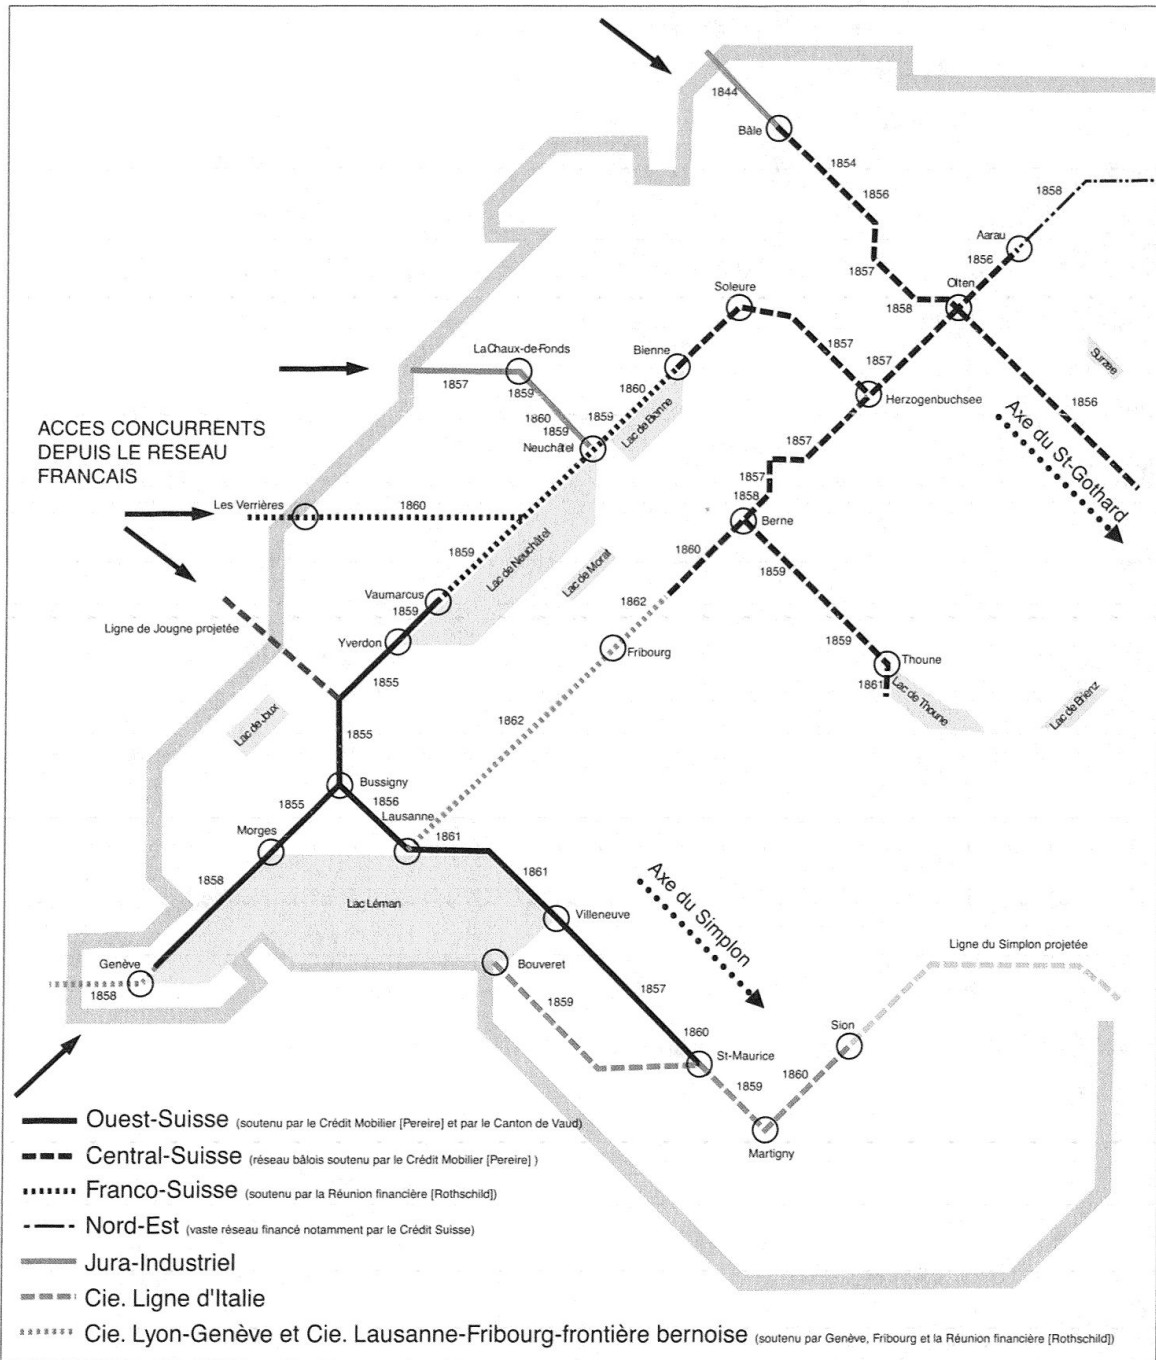 1844
Bâle
1854
1856
1858
Aarau
1856
1857
Olten
1858
Soleure
1857
1857
Surzee
La Chaux-de-Fonds
Bienne
1857
1859
1860
Herzogenbuchsee
1856
1860
1859
1859
Lac de Bienne
Axe du St-Gothard
ACCES CONCURRENTS
DEPUIS LE RESEAU
FRANCAIS
Neuchâtel
1857
1857
1858
Les Verrières
1860
Berne
1859
Lac de Neuchâtel
1860
1859
Lac de Morat
Vaumarcus
1859
1862
Ligne de Jougne projetée
Yverdon
Fribourg
1859
Thoune
1855
1861
Lac de Thoune
Lac de Brienz
Lac de Joux
1862
1855
Bussigny
1855
1856
Lausanne
Morges
1861
1858
1861
Axe du Simplon
Lac Léman
Villeneuve
Ligne du Simplon projetée
Genève
Bouveret
1858
1859
1857
Sion
1860
St-Maurice
1859
1860
Martigny
Ouest-Suisse (soutenu par le Crédit Mobilier [Pereire] et par le Canton de Vaud)
Central-Suisse (réseau bâlois soutenu par le Crédit Mobilier [Pereire] )
Franco-Suisse (soutenu par la Réunion financière [Rothschild])
Nord-Est (vaste réseau financé notamment par le Crédit Suisse)
Jura-Industriel
Cie. Ligne d'Italie
Cie. Lyon-Genève et Cie. Lausanne-Fribourg-frontière bernoise (soutenu par Genève, Fribourg et la Réunion financière [Rothschild])